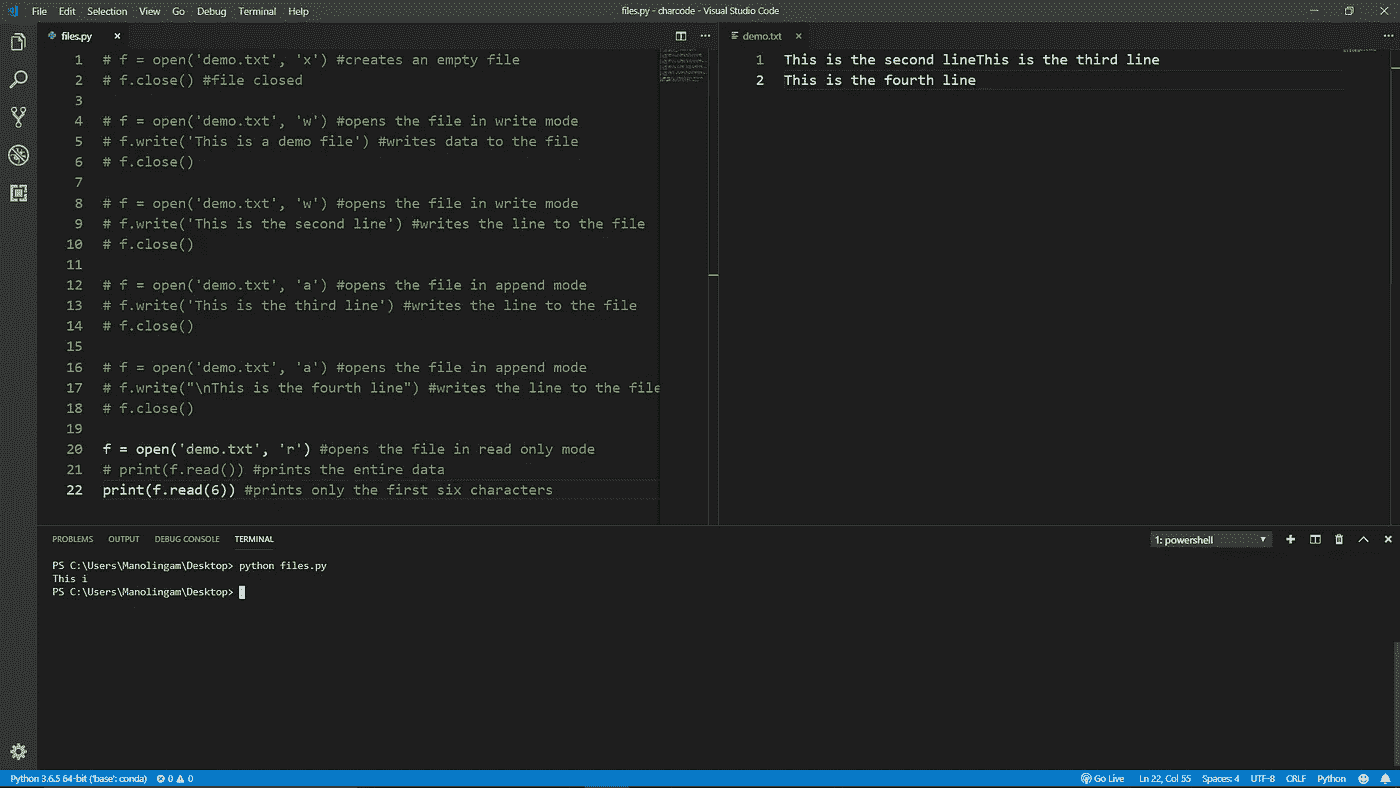 File Edit Selection View Go Debug Terminal Help files.py - charcode - Visual Studio Code
files.py
demo.txt
1 # f = open('demo.txt', 'x') #creates an empty file
2 # f.close() #file closed
3
4 # f = open('demo.txt', 'w') #opens the file in write mode
5 # f.write('This is a demo file') #writes data to the file
6 # f.close()
7
8 # f = open('demo.txt', 'w') #opens the file in write mode
9 # f.write('This is the second line') #writes the line to the file
10 # f.close()
11
12 # f = open('demo.txt', 'a') #opens the file in append mode
13 # f.write('This is the third line') #writes the line to the file
14 # f.close()
15
16 # f = open('demo.txt', 'a') #opens the file in append mode
17 # f.write("\nThis is the fourth line") #writes the line to the file
18 # f.close()
19
20 f = open('demo.txt', 'r') #opens the file in read only mode
21 # print(f.read()) #prints the entire data
22 print(f.read(6)) #prints only the first six characters
1 This is the second lineThis is the third line
2 This is the fourth line
PROBLEMS OUTPUT DEBUG CONSOLE TERMINAL 1: powershell
PS C:\Users\Manolingam\Desktop> python files.py
This i
PS C:\Users\Manolingam\Desktop>
Python 3.6.5 64-bit ('base': conda) 0 0 Go Live Ln 22, Col 55 Spaces: 4 UTF-8 CRLF Python